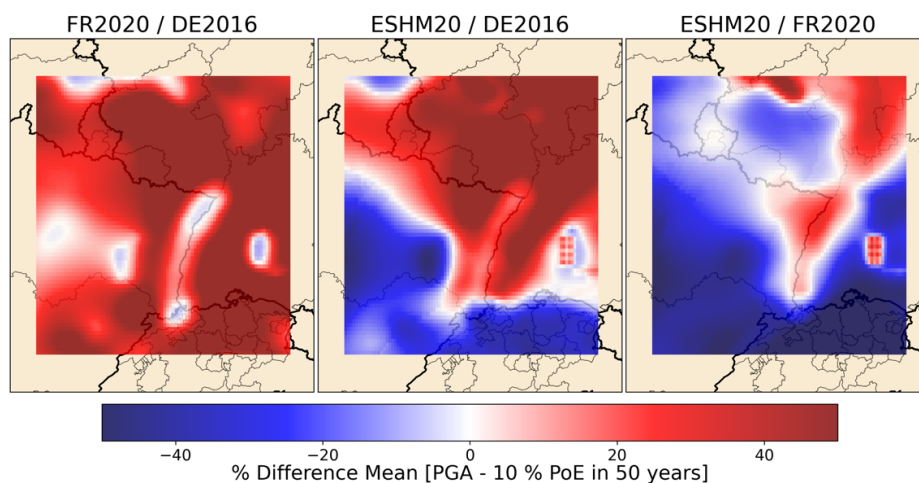 FR2020 / DE2016
ESHM20 / DE2016
ESHM20 / FR2020
−40
−20
0
20
40
% Difference Mean [PGA - 10 % PoE in 50 years]